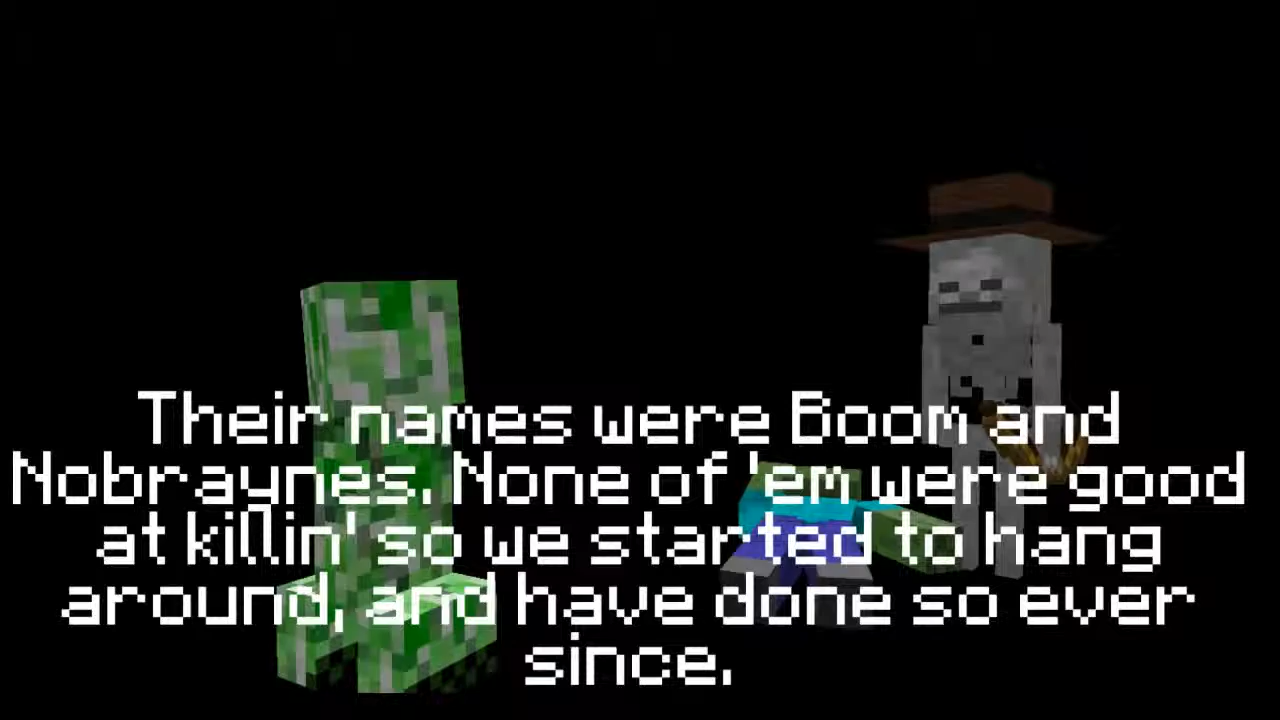 Their names were Boom and
Nobraynes. None of 'em were good
at killin' so we started to hang
around, and have done so ever
since.